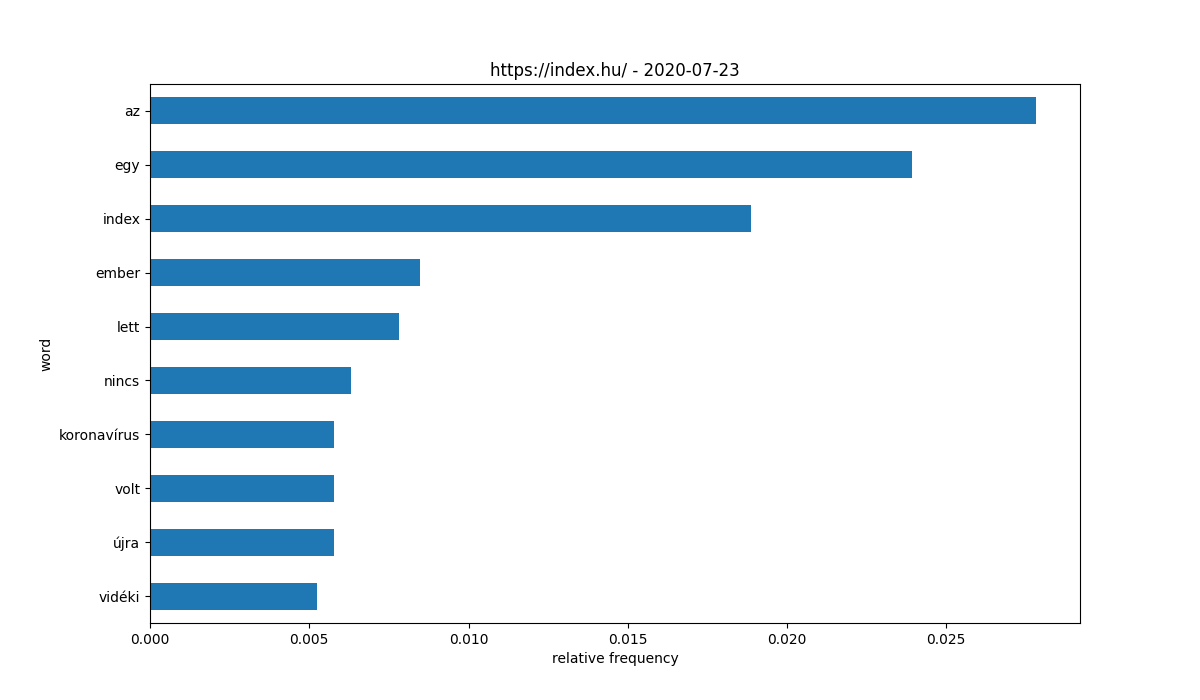 https://index.hu/ - 2020-07-23
word
az
egy
index
ember
lett
nincs
koronavírus
volt
újra
vidéki
0.000 0.005 0.010 0.015 0.020 0.025
relative frequency